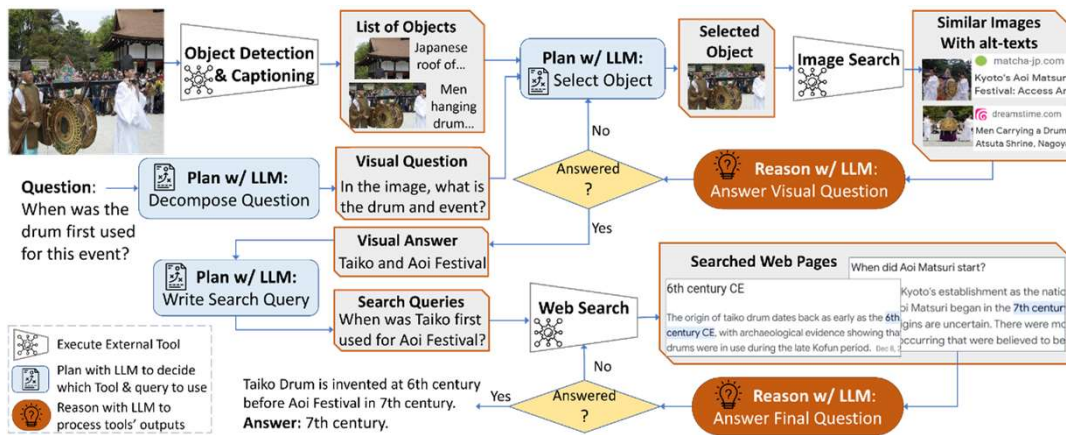 Object Detection
& Captioning
List of Objects
Japanese
roof of...
Men
hanging
drum...
Plan w/ LLM:
Select Object
Selected
Object
Image Search
Similar Images
With alt-texts
matcha-jp.com
Kyoto's Aoi Matsuri
Festival: Access An
dreamstime.com
Men Carrying a Drum
Atsuta Shrine, Nagoya
Question:
When was the
drum first used
for this event?
Plan w/ LLM:
Decompose Question
Visual Question
In the image, what is
the drum and event?
No
Answered
?
Yes
Reason w/ LLM:
Answer Visual Question
Visual Answer
Taiko and Aoi Festival
Plan w/ LLM:
Write Search Query
Search Queries
When was Taiko first
used for Aoi Festival?
Web Search
Searched Web Pages
6th century CE
The origin of taiko drum dates back as early as the 6th
century CE, with archaeological evidence showing tha
drums were in use during the late Kofun period. Dec 8,
When did Aoi Matsuri start?
Kyoto's establishment as the natio
oi Matsuri began in the 7th century
gins are uncertain. There were mo
occurring that were believed to be
Reason w/ LLM:
Answer Final Question
No
Answered
?
Yes
Taiko Drum is invented at 6th century
before Aoi Festival in 7th century.
Answer: 7th century.
Execute External Tool
Plan with LLM to decide
which Tool & query to use
Reason with LLM to
process tools' outputs